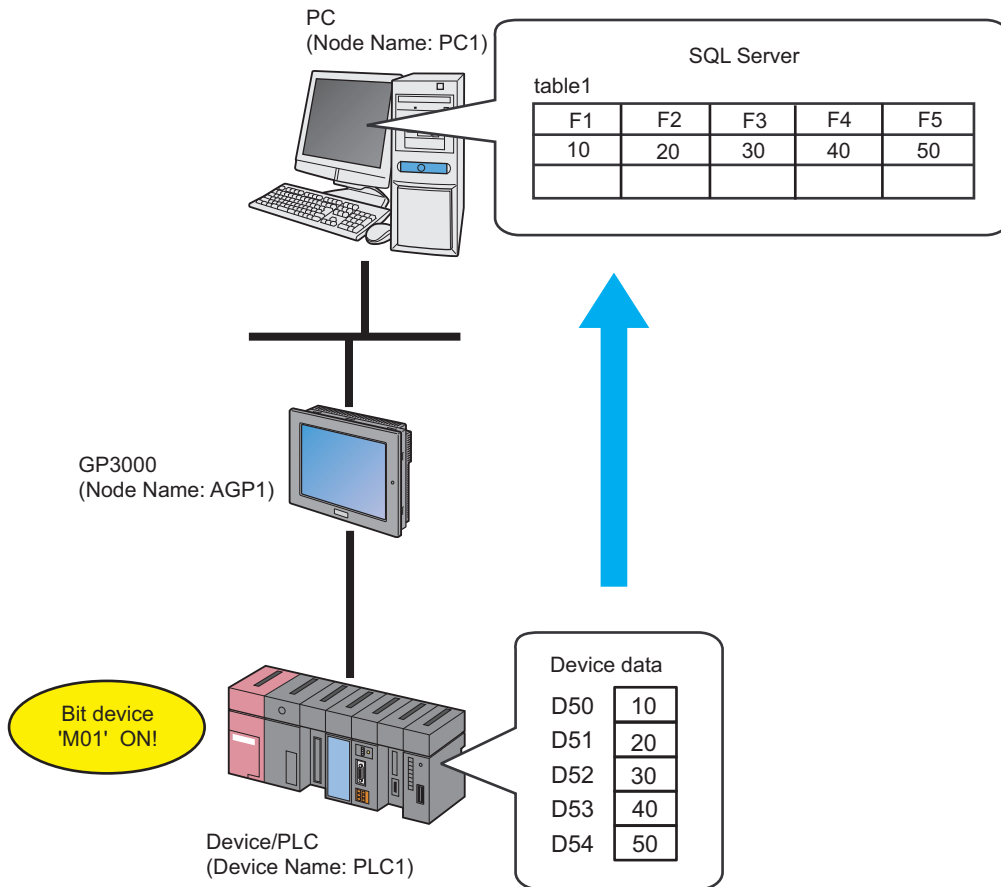 PC
(Node Name: PC1)
SQL Server
table1
F1 F2 F3 F4 F5
10 20 30 40 50
GP3000
(Node Name: AGP1)
Bit device
'M01' ON!
Device/PLC
(Device Name: PLC1)
Device data
D50 10
D51 20
D52 30
D53 40
D54 50